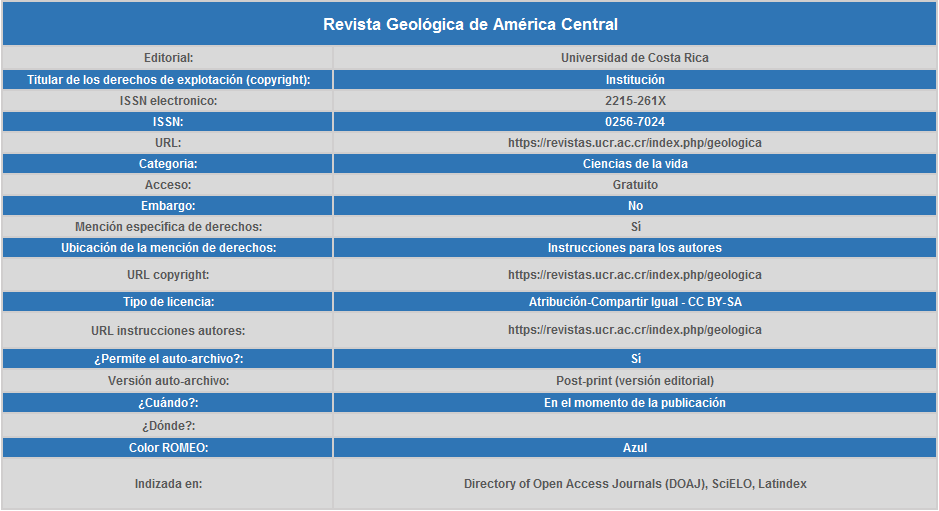 Revista Geológica de América Central
Editorial: Universidad de Costa Rica
Titular de los derechos de explotación (copyright): Institución
ISSN electronico: 2215-261X
ISSN: 0256-7024
URL: https://revistas.ucr.ac.cr/index.php/geologica
Categoria: Ciencias de la vida
Acceso: Gratuito
Embargo: No
Mención específica de derechos: Sí
Ubicación de la mención de derechos: Instrucciones para los autores
URL copyright: https://revistas.ucr.ac.cr/index.php/geologica
Tipo de licencia: Atribución-Compartir Igual - CC BY-SA
URL instrucciones autores: https://revistas.ucr.ac.cr/index.php/geologica
¿Permite el auto-archivo?: Sí
Versión auto-archivo: Post-print (versión editorial)
¿Cuándo?: En el momento de la publicación
¿Dónde?:
Color ROMEO: Azul
Indizada en: Directory of Open Access Journals (DOAJ), SciELO, Latindex